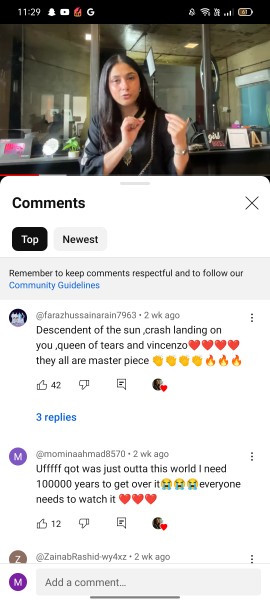 11:29
61
girl
Comments
Top
Newest
Remember to keep comments respectful and to follow our
Community Guidelines
@farazhussainarain7963 • 2 wk ago
Descendent of the sun ,crash landing on
you ,queen of tears and vincenzo❤️❤️❤️❤️
they all are master piece 👏👏👏👏🔥🔥🔥
42
3 replies
M
@mominaahmad8570 • 2 wk ago
Ufffff qot was just outta this world I need
100000 years to get over it😭😭😭everyone
needs to watch it ❤️❤️❤️
12
Z
@ZainabRashid-wy4xz • 2 wk ago
M
Add a comment...